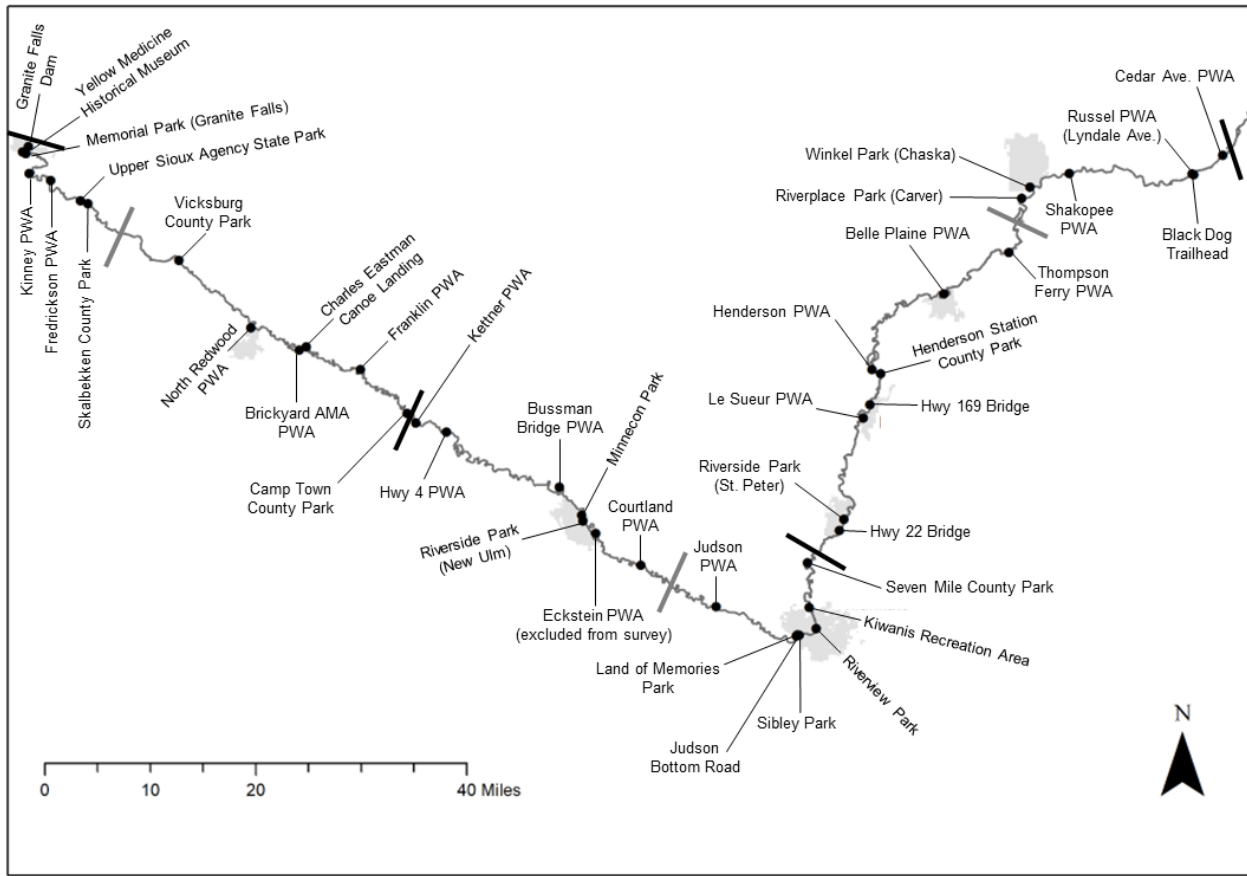 Granite Falls
Dam
Yellow Medicine
Historical Museum
Memorial Park (Granite Falls)
Upper Sioux Agency State Park
Kinney PWA
Fredrickson PWA
Skalbekken County Park
Vicksburg
County Park
North Redwood
PWA
Charles Eastman
Canoe Landing
Brickyard AMA
PWA
Franklin PWA
Kettner PWA
Camp Town
County Park
Hwy 4 PWA
Bussman
Bridge PWA
Minnecon Park
Riverside Park
(New Ulm)
Eckstein PWA
(excluded from survey)
Courtland
PWA
Judson
PWA
Land of Memories
Park
Judson
Bottom Road
Sibley Park
Riverview Park
Kiwanis Recreation Area
Seven Mile County Park
Hwy 22 Bridge
Riverside Park
(St. Peter)
Le Sueur PWA
Hwy 169 Bridge
Henderson Station
County Park
Henderson PWA
Belle Plaine PWA
Thompson
Ferry PWA
Riverplace Park (Carver)
Winkel Park (Chaska)
Shakopee
PWA
Russel PWA
(Lyndale Ave.)
Black Dog
Trailhead
Cedar Ave. PWA
N
0 10 20 40 Miles